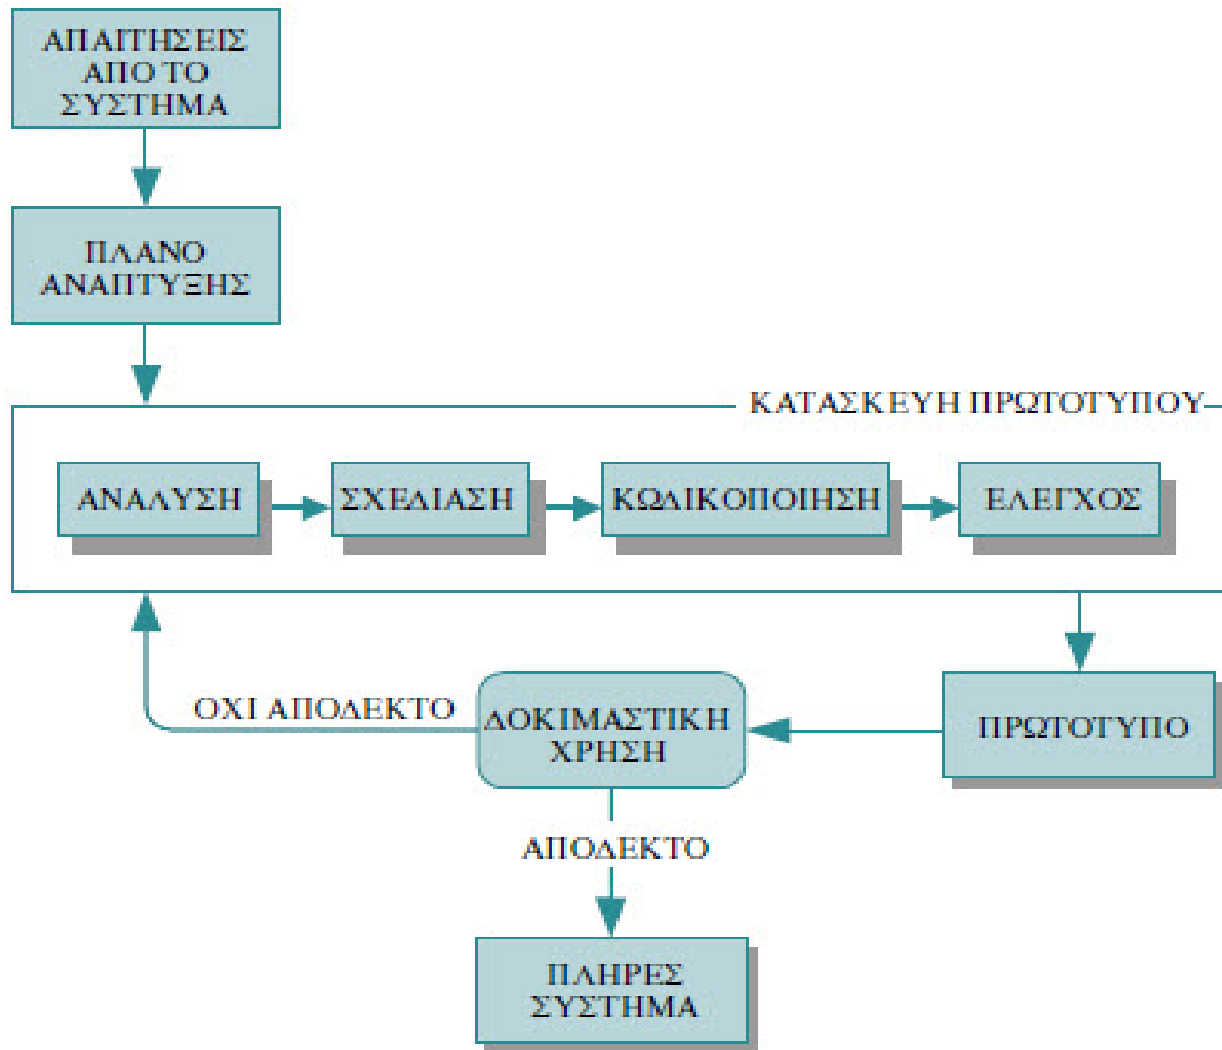 ΑΠΑΙΤΗΣΕΙΣ
ΑΠΟ ΤΟ
ΣΥΣΤΗΜΑ
ΠΛΑΝΟ
ΑΝΑΠΤΥΞΗΣ
ΚΑΤΑΣΚΕΥΗ ΠΡΩΤΟΤΥΠΟΥ
ΑΝΑΛΥΣΗ
ΣΧΕΔΙΑΣΗ
ΚΩΔΙΚΟΠΟΙΗΣΗ
ΕΛΕΓΧΟΣ
ΟΧΙ ΑΠΟΔΕΚΤΟ
ΔΟΚΙΜΑΣΤΙΚΗ
ΧΡΗΣΗ
ΠΡΩΤΟΤΥΠΟ
ΑΠΟΔΕΚΤΟ
ΠΛΗΡΕΣ
ΣΥΣΤΗΜΑ